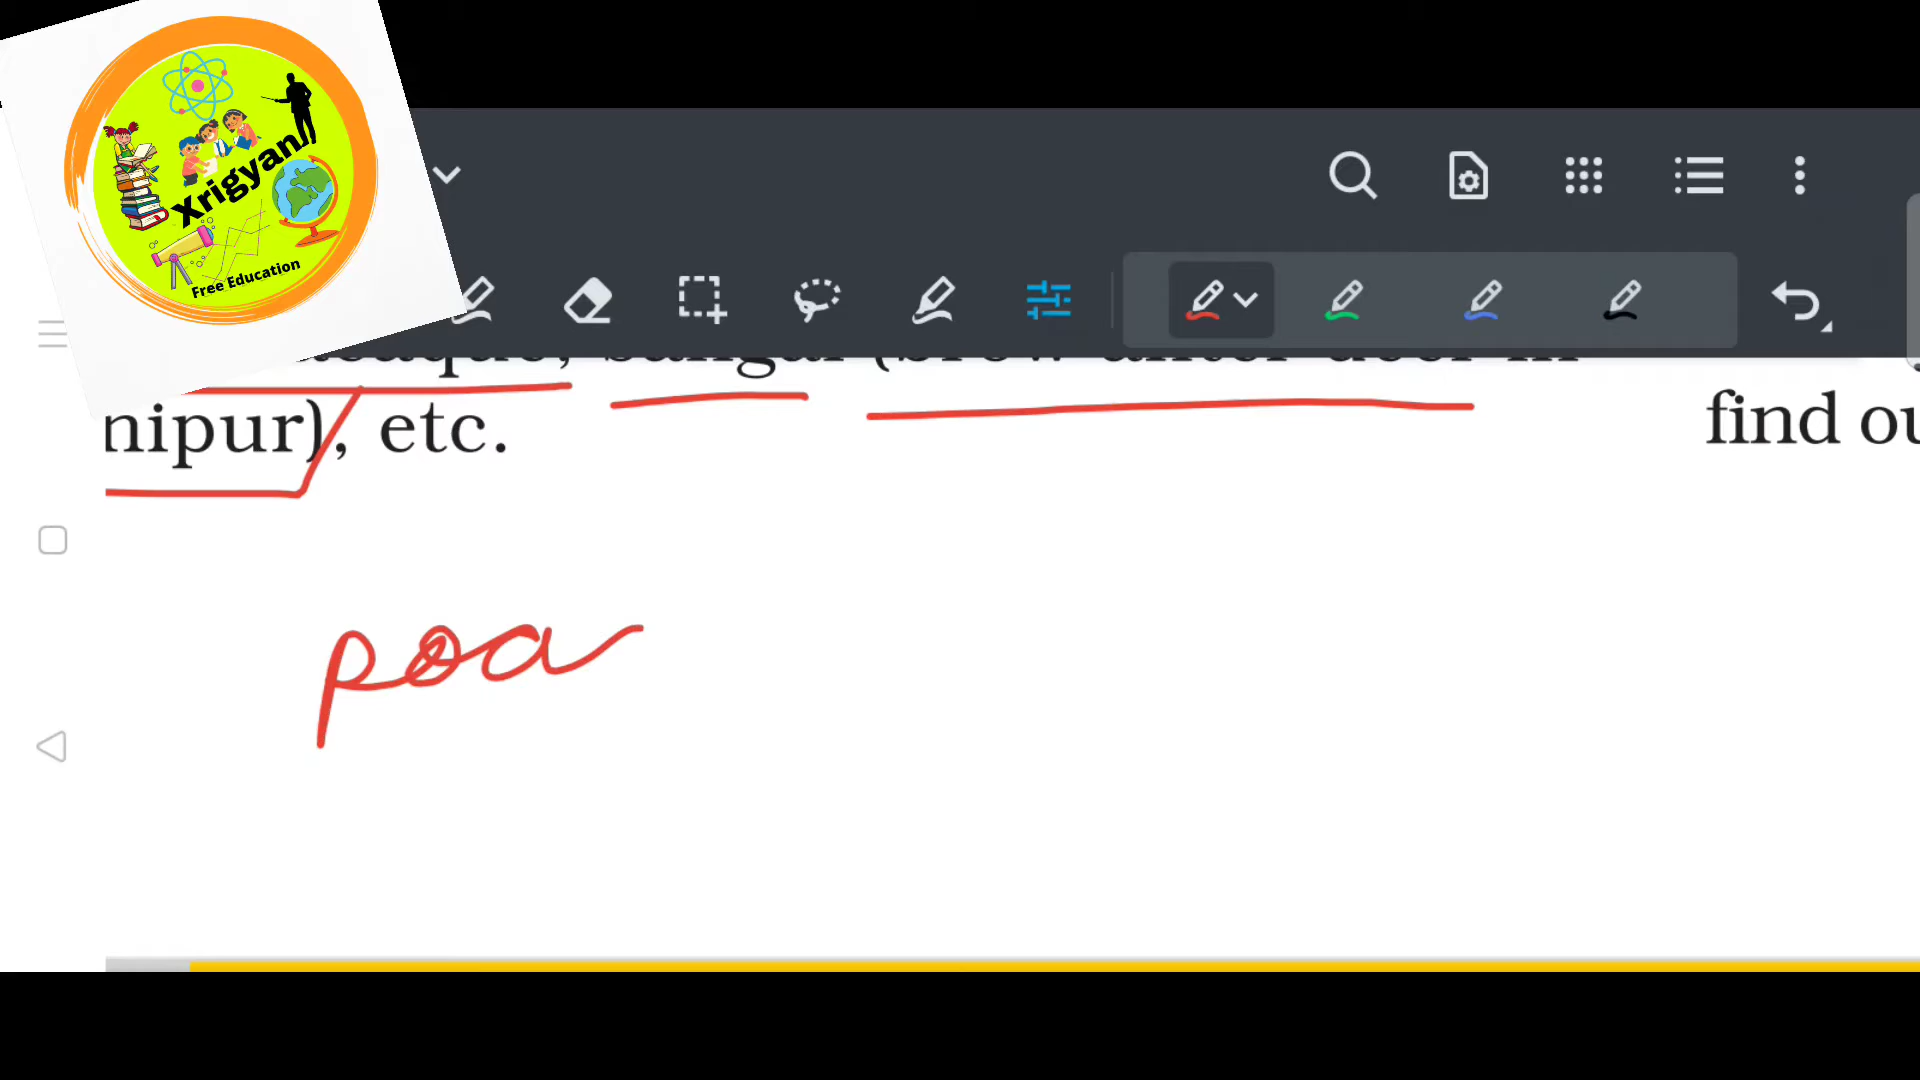 Xrigyan
Free Education
nipur), etc.
find ou
poa